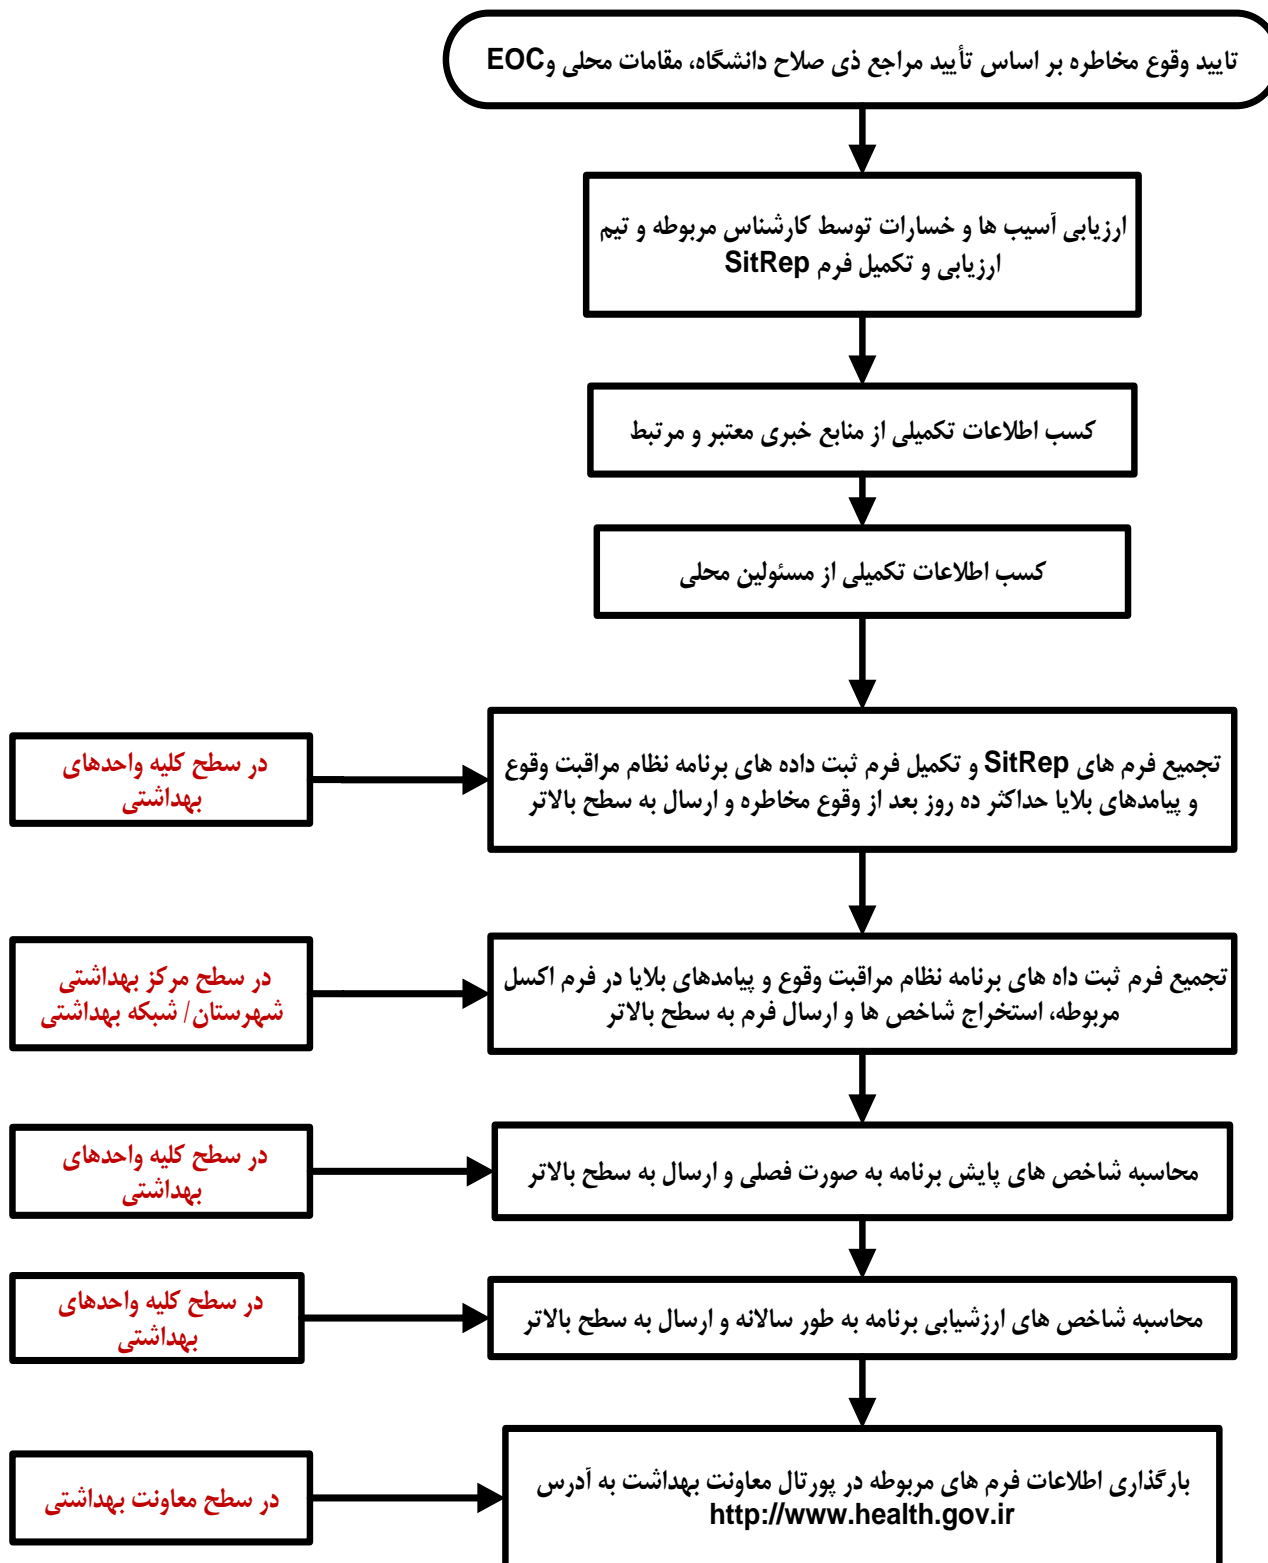 تایید وقوع مخاطره بر اساس تأیید مراجع ذی صلاح دانشگاه، مقامات محلی وEOC
ارزیابی آسیب ها و خسارات توسط کارشناس مربوطه و تیم
ارزیابی و تکمیل فرم SitRep
کسب اطلاعات تکمیلی از منابع خبری معتبر و مرتبط
کسب اطلاعات تکمیلی از مسئولین محلی
تجمیع فرم های SitRep و تکمیل فرم ثبت داده های برنامه نظام مراقبت وقوع
و پیامدهای بلایا حداکثر ده روز بعد از وقوع مخاطره و ارسال به سطح بالاتر
در سطح کلیه واحدهای
بهداشتی
تجمیع فرم ثبت داه های برنامه نظام مراقبت وقوع و پیامدهای بلایا در فرم اکسل
مربوطه، استخراج شاخص ها و ارسال فرم به سطح بالاتر
در سطح مرکز بهداشتی
شهرستان/ شبکه بهداشتی
محاسبه شاخص های پایش برنامه به صورت فصلی و ارسال به سطح بالاتر
در سطح کلیه واحدهای
بهداشتی
محاسبه شاخص های ارزشیابی برنامه به طور سالانه و ارسال به سطح بالاتر
در سطح کلیه واحدهای
بهداشتی
بارگذاری اطلاعات فرم های مربوطه در پورتال معاونت بهداشت به آدرس
http://www.health.gov.ir
در سطح معاونت بهداشتی